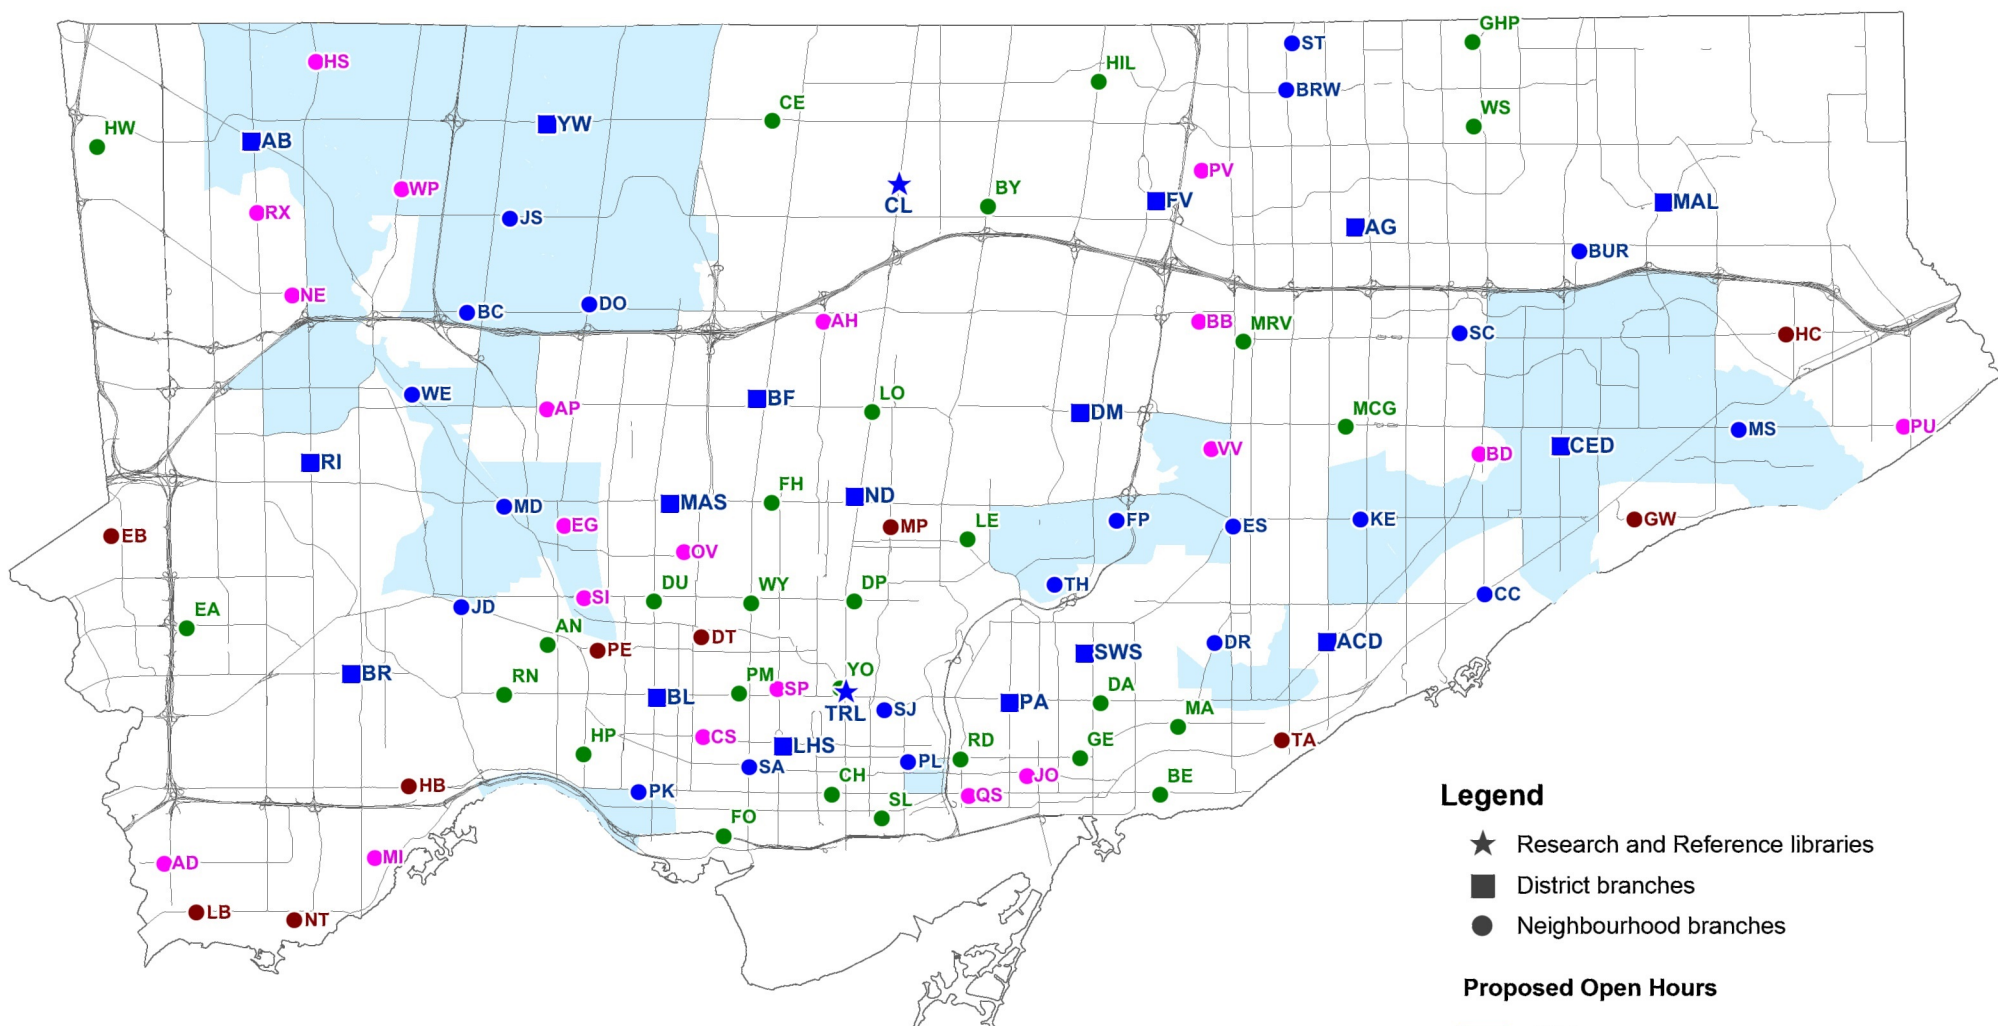 GHP
HS
ST
HIL
BRW
CE
WS
HW
YW
AB
PV
WP
BY
CL
FV
MAL
RX
JS
AG
BUR
NE
DO
BC
AH
BB
MRV
SC
HC
WE
BF
LO
AP
DM
MCG
PU
MS
VV
CED
BD
RI
FH
ND
MAS
MD
EG
MP
LE
FP
ES
KE
GW
EB
OV
DU
WY
DP
TH
CC
SI
JD
EA
AN
DT
PE
SWS
DR
ACD
BR
RN
PM
SP
YO
BL
TRL
SJ
PA
DA
MA
HP
CS
LHS
RD
GE
TA
SA
PL
CH
JO
BE
HB
PK
QS
SL
FO
AD
MI
LB
NT
Legend
Research and Reference libraries
District branches
Neighbourhood branches
Proposed Open Hours